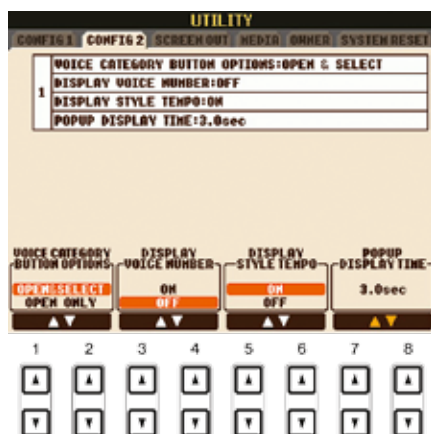 UTILITY
CONFIG 1 CONFIG 2 SCREEN OUT MEDIA OWNER SYSTEM RESET
1
VOICE CATEGORY BUTTON OPTIONS:OPEN & SELECT
DISPLAY VOICE NUMBER:OFF
DISPLAY STYLE TEMPO:ON
POPUP DISPLAY TIME:3.0sec
VOICE CATEGORY BUTTON OPTIONS
OPEN&SELECT
OPEN ONLY
DISPLAY VOICE NUMBER
ON
OFF
DISPLAY STYLE TEMPO
ON
OFF
POPUP DISPLAY TIME
3.0sec
1 2 3 4 5 6 7 8